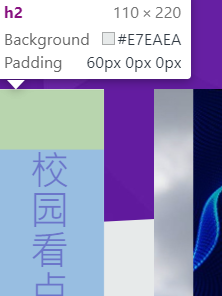 h2 110 × 220
Background #E7EAEA
Padding 60px 0px 0px
校园看点